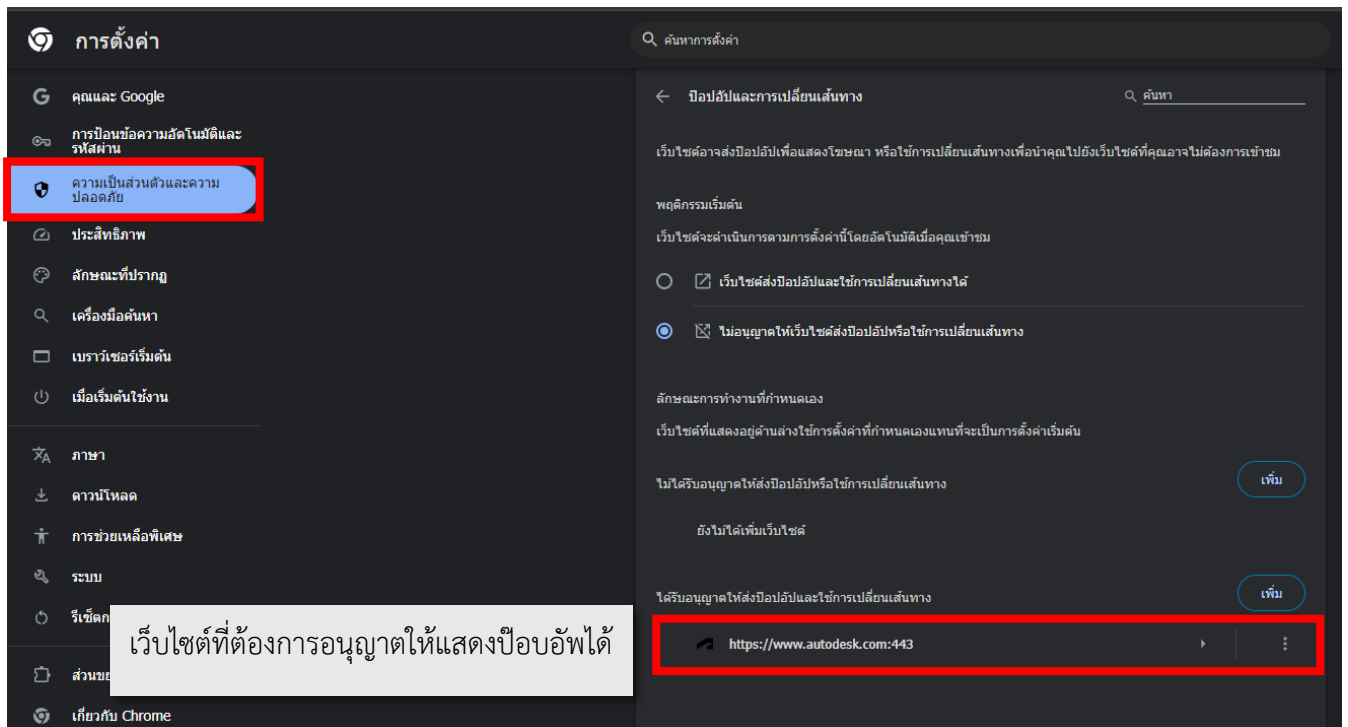 การตั้งค่า
ค้นหาการตั้งค่า
คุณและ Google
การป้อนข้อความอัตโนมัติและ
รหัสผ่าน
ความเป็นส่วนตัวและความ
ปลอดภัย
ประสิทธิภาพ
ลักษณะที่ปรากฏ
เครื่องมือค้นหา
เบราว์เซอร์เริ่มต้น
เมื่อเริ่มต้นใช้งาน
ภาษา
ดาวน์โหลด
การช่วยเหลือพิเศษ
ระบบ
รีเซ็ตก
ส่วนขย
เกี่ยวกับ Chrome
ป๊อปอัปและการเปลี่ยนเส้นทาง
ค้นหา
เว็บไซต์อาจส่งป๊อปอัปเพื่อแสดงโฆษณา หรือใช้การเปลี่ยนเส้นทางเพื่อนำคุณไปยังเว็บไซต์ที่คุณอาจไม่ต้องการเข้าชม
พฤติกรรมเริ่มต้น
เว็บไซต์จะดำเนินการตามการตั้งค่านี้โดยอัตโนมัติเมื่อคุณเข้าชม
เว็บไซต์ส่งป๊อปอัปและใช้การเปลี่ยนเส้นทางได้
ไม่อนุญาตให้เว็บไซต์ส่งป๊อปอัปหรือใช้การเปลี่ยนเส้นทาง
ลักษณะการทำงานที่กำหนดเอง
เว็บไซต์ที่แสดงอยู่ด้านล่างใช้การตั้งค่าที่กำหนดเองแทนที่จะเป็นการตั้งค่าเริ่มต้น
ไม่ได้รับอนุญาตให้ส่งป๊อปอัปหรือใช้การเปลี่ยนเส้นทาง
เพิ่ม
ยังไม่ได้เพิ่มเว็บไซต์
ได้รับอนุญาตให้ส่งป๊อปอัปและใช้การเปลี่ยนเส้นทาง
เพิ่ม
https://www.autodesk.com:443
เว็บไซต์ที่ต้องการอนุญาตให้แสดงป๊อบอัพได้